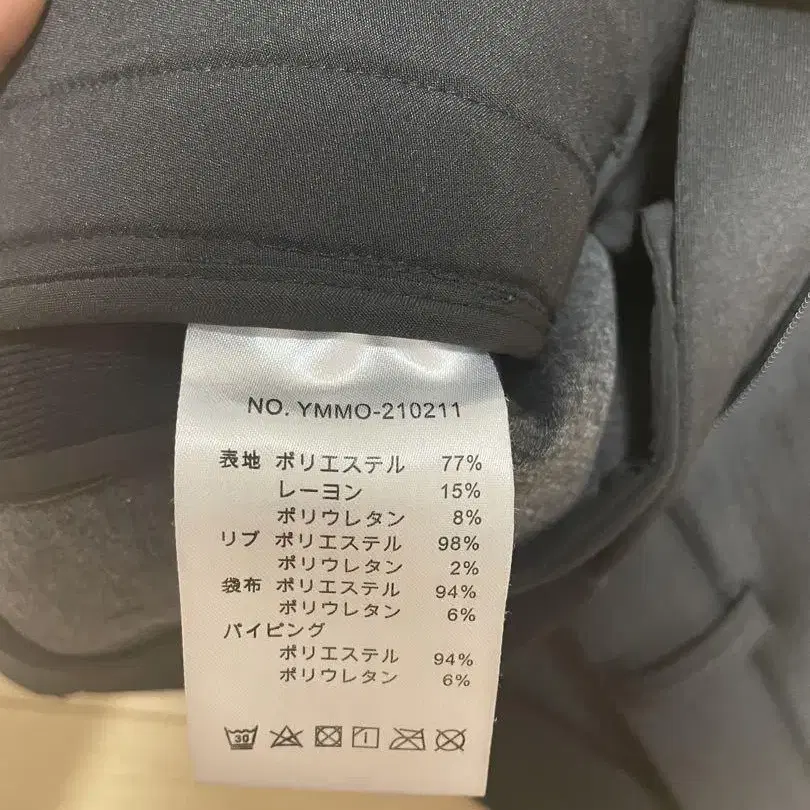 NO. YMMO-210211
表地 ポリエステル 77%
レーヨン 15%
ポリウレタン 8%
リブ ポリエステル 98%
ポリウレタン 2%
袋布 ポリエステル 94%
ポリウレタン 6%
パイピング
ポリエステル 94%
ポリウレタン 6%
30